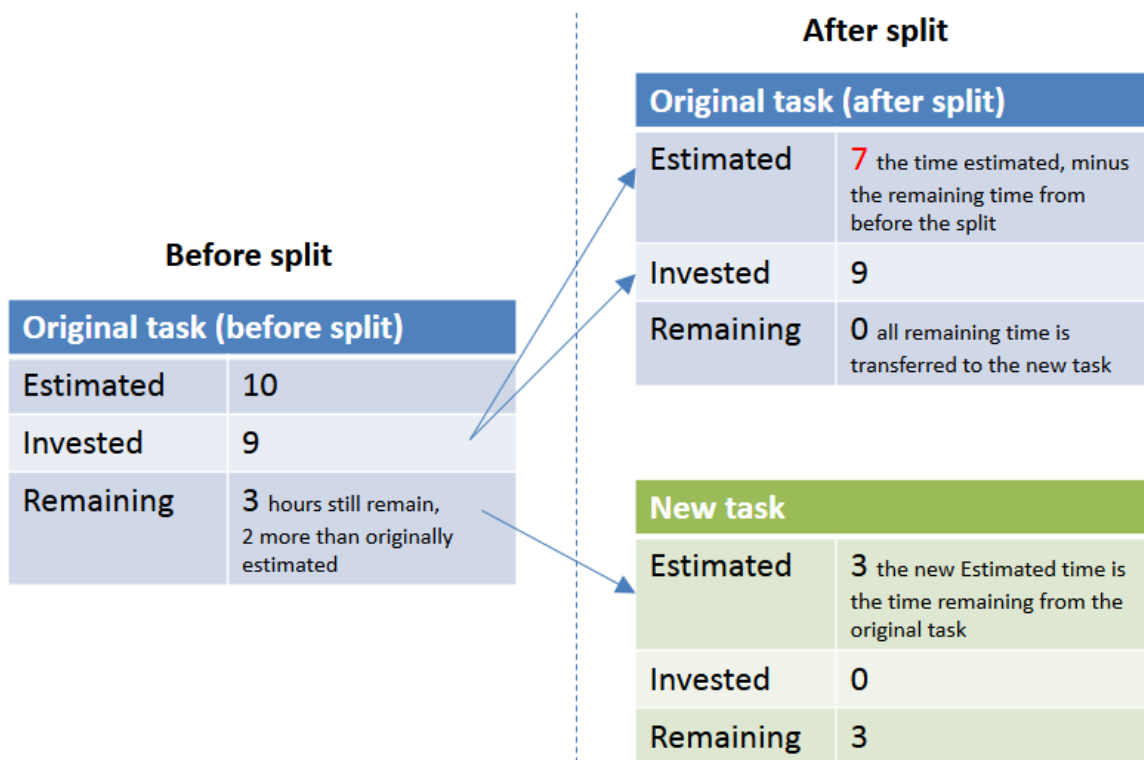 Before split
Original task (before split)
Estimated 10
Invested 9
Remaining 3 hours still remain,
2 more than originally
estimated
After split
Original task (after split)
Estimated 7 the time estimated, minus
the remaining time from
before the split
Invested 9
Remaining 0 all remaining time is
transferred to the new task
New task
Estimated 3 the new Estimated time is
the time remaining from the
original task
Invested 0
Remaining 3